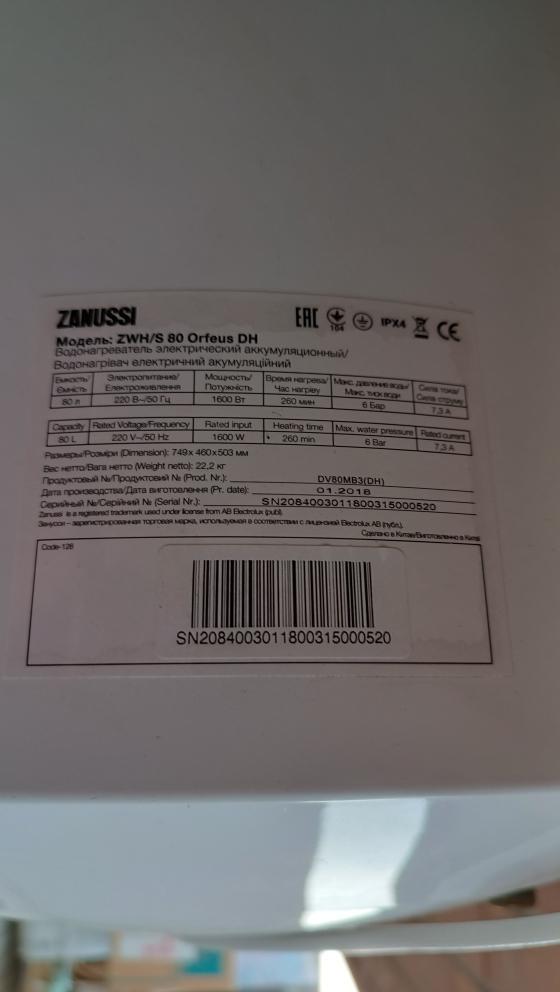 ZANUSSI
EAC 104 IPX4 CE
Модель: ZWH/S 80 Orfeus DH
Водонагреватель электрический аккумуляционный/
Водонагрівач електричний акумуляційний
Емкость/ Ємність Электропитание/ Електроживлення Мощность/ Потужність Время нагрева/ Час нагріву Макс. давление воды/ Макс. тиск води Сила тока/ Сила струму
80 л 220 В~/50 Гц 1600 Вт 260 мин 6 Бар 7,3 А
Capacity Rated Voltage/Frequency Rated input Heating time Max. water pressure Rated current
80 L 220 V~/50 Hz 1600 W 260 min 6 Bar 7,3 A
Размеры/Розміри (Dimension): 749x 460x503 мм
Вес нетто/Вага нетто (Weight netto): 22,2 кг
Продуктовый №/Продуктовий № (Prod. Nr.): DV80MB3(DH)
Дата производства/Дата виготовлення (Pr. date): 01.2018
Серийный №/Серійний № (Serial Nr.): SN2084003011800315000520
Zanussi is a registered trademark used under license from AB Electrolux (publ).
Занусси – зарегистрированная торговая марка, используемая в соответствии с лицензией Electrolux AB (публ.).
Сделано в Китае/Виготовлено в Китаї
Code-128
SN2084003011800315000520